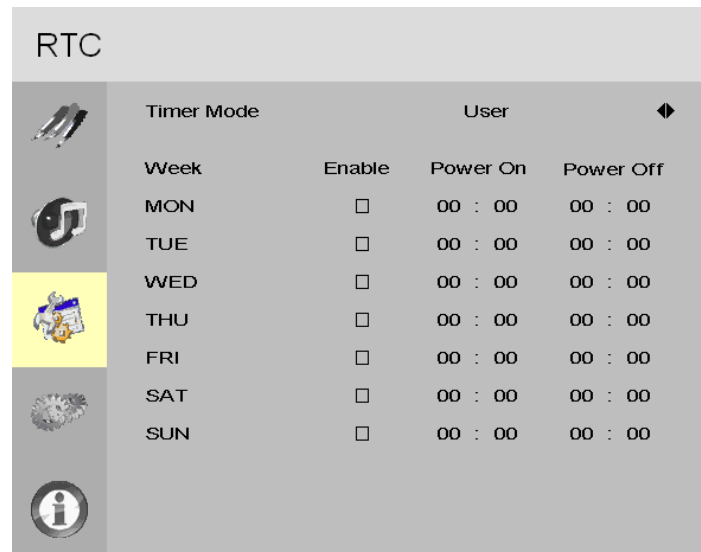 RTC
Timer Mode User
Week Enable Power On Power Off
MON 00 : 00 00 : 00
TUE 00 : 00 00 : 00
WED 00 : 00 00 : 00
THU 00 : 00 00 : 00
FRI 00 : 00 00 : 00
SAT 00 : 00 00 : 00
SUN 00 : 00 00 : 00